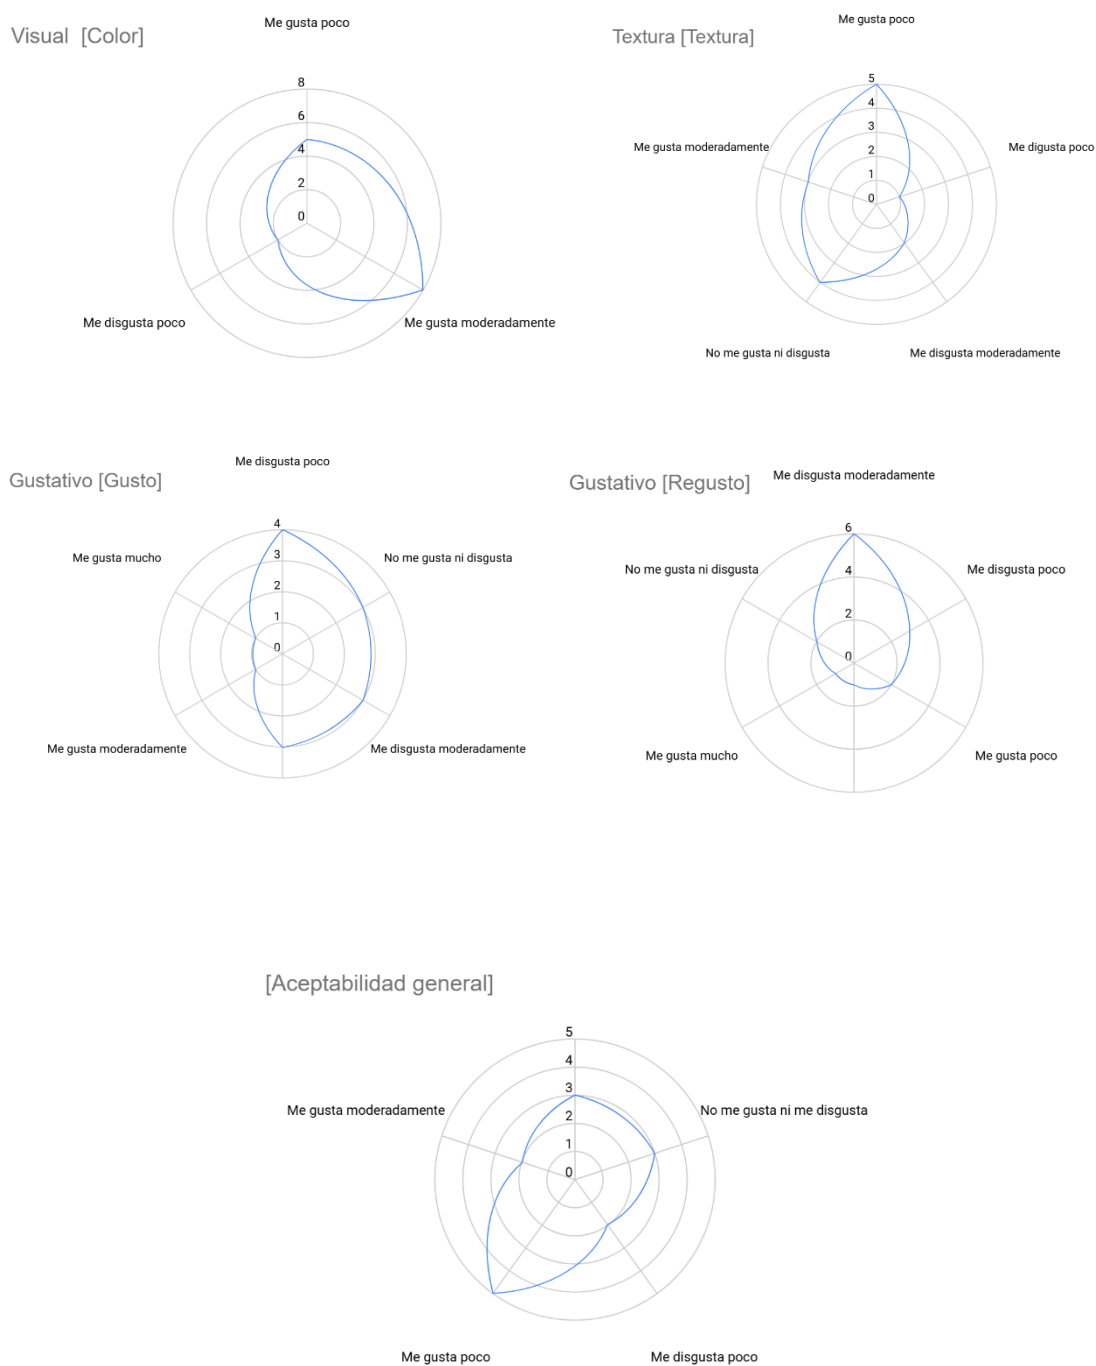 Me gusta poco
Visual [Color]
8
6
4
2
0
Me disgusta poco
Me gusta moderadamente
Me gusta poco
Textura [Textura]
5
4
3
2
1
0
Me gusta moderadamente
Me digusta poco
No me gusta ni disgusta
Me disgusta moderadamente
Me disgusta poco
Gustativo [Gusto]
4
3
2
1
0
Me gusta mucho
No me gusta ni disgusta
Me gusta moderadamente
Me disgusta moderadamente
Me disgusta moderadamente
Gustativo [Regusto]
6
4
2
0
No me gusta ni disgusta
Me disgusta poco
Me gusta mucho
Me gusta poco
[Aceptabilidad general]
5
4
3
2
1
0
Me gusta moderadamente
No me gusta ni me disgusta
Me gusta poco
Me disgusta poco